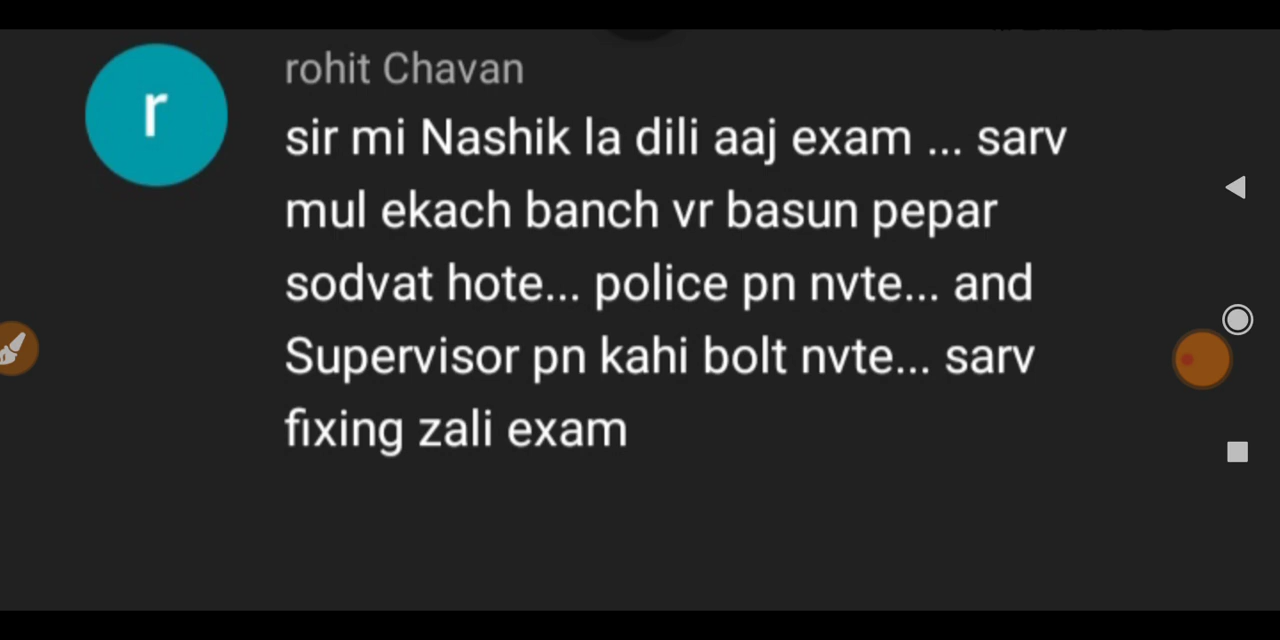 r
rohit Chavan
sir mi Nashik la dili aaj exam ... sarv
mul ekach banch vr basun pepar
sodvat hote... police pn nvte... and
Supervisor pn kahi bolt nvte... sarv
fixing zali exam